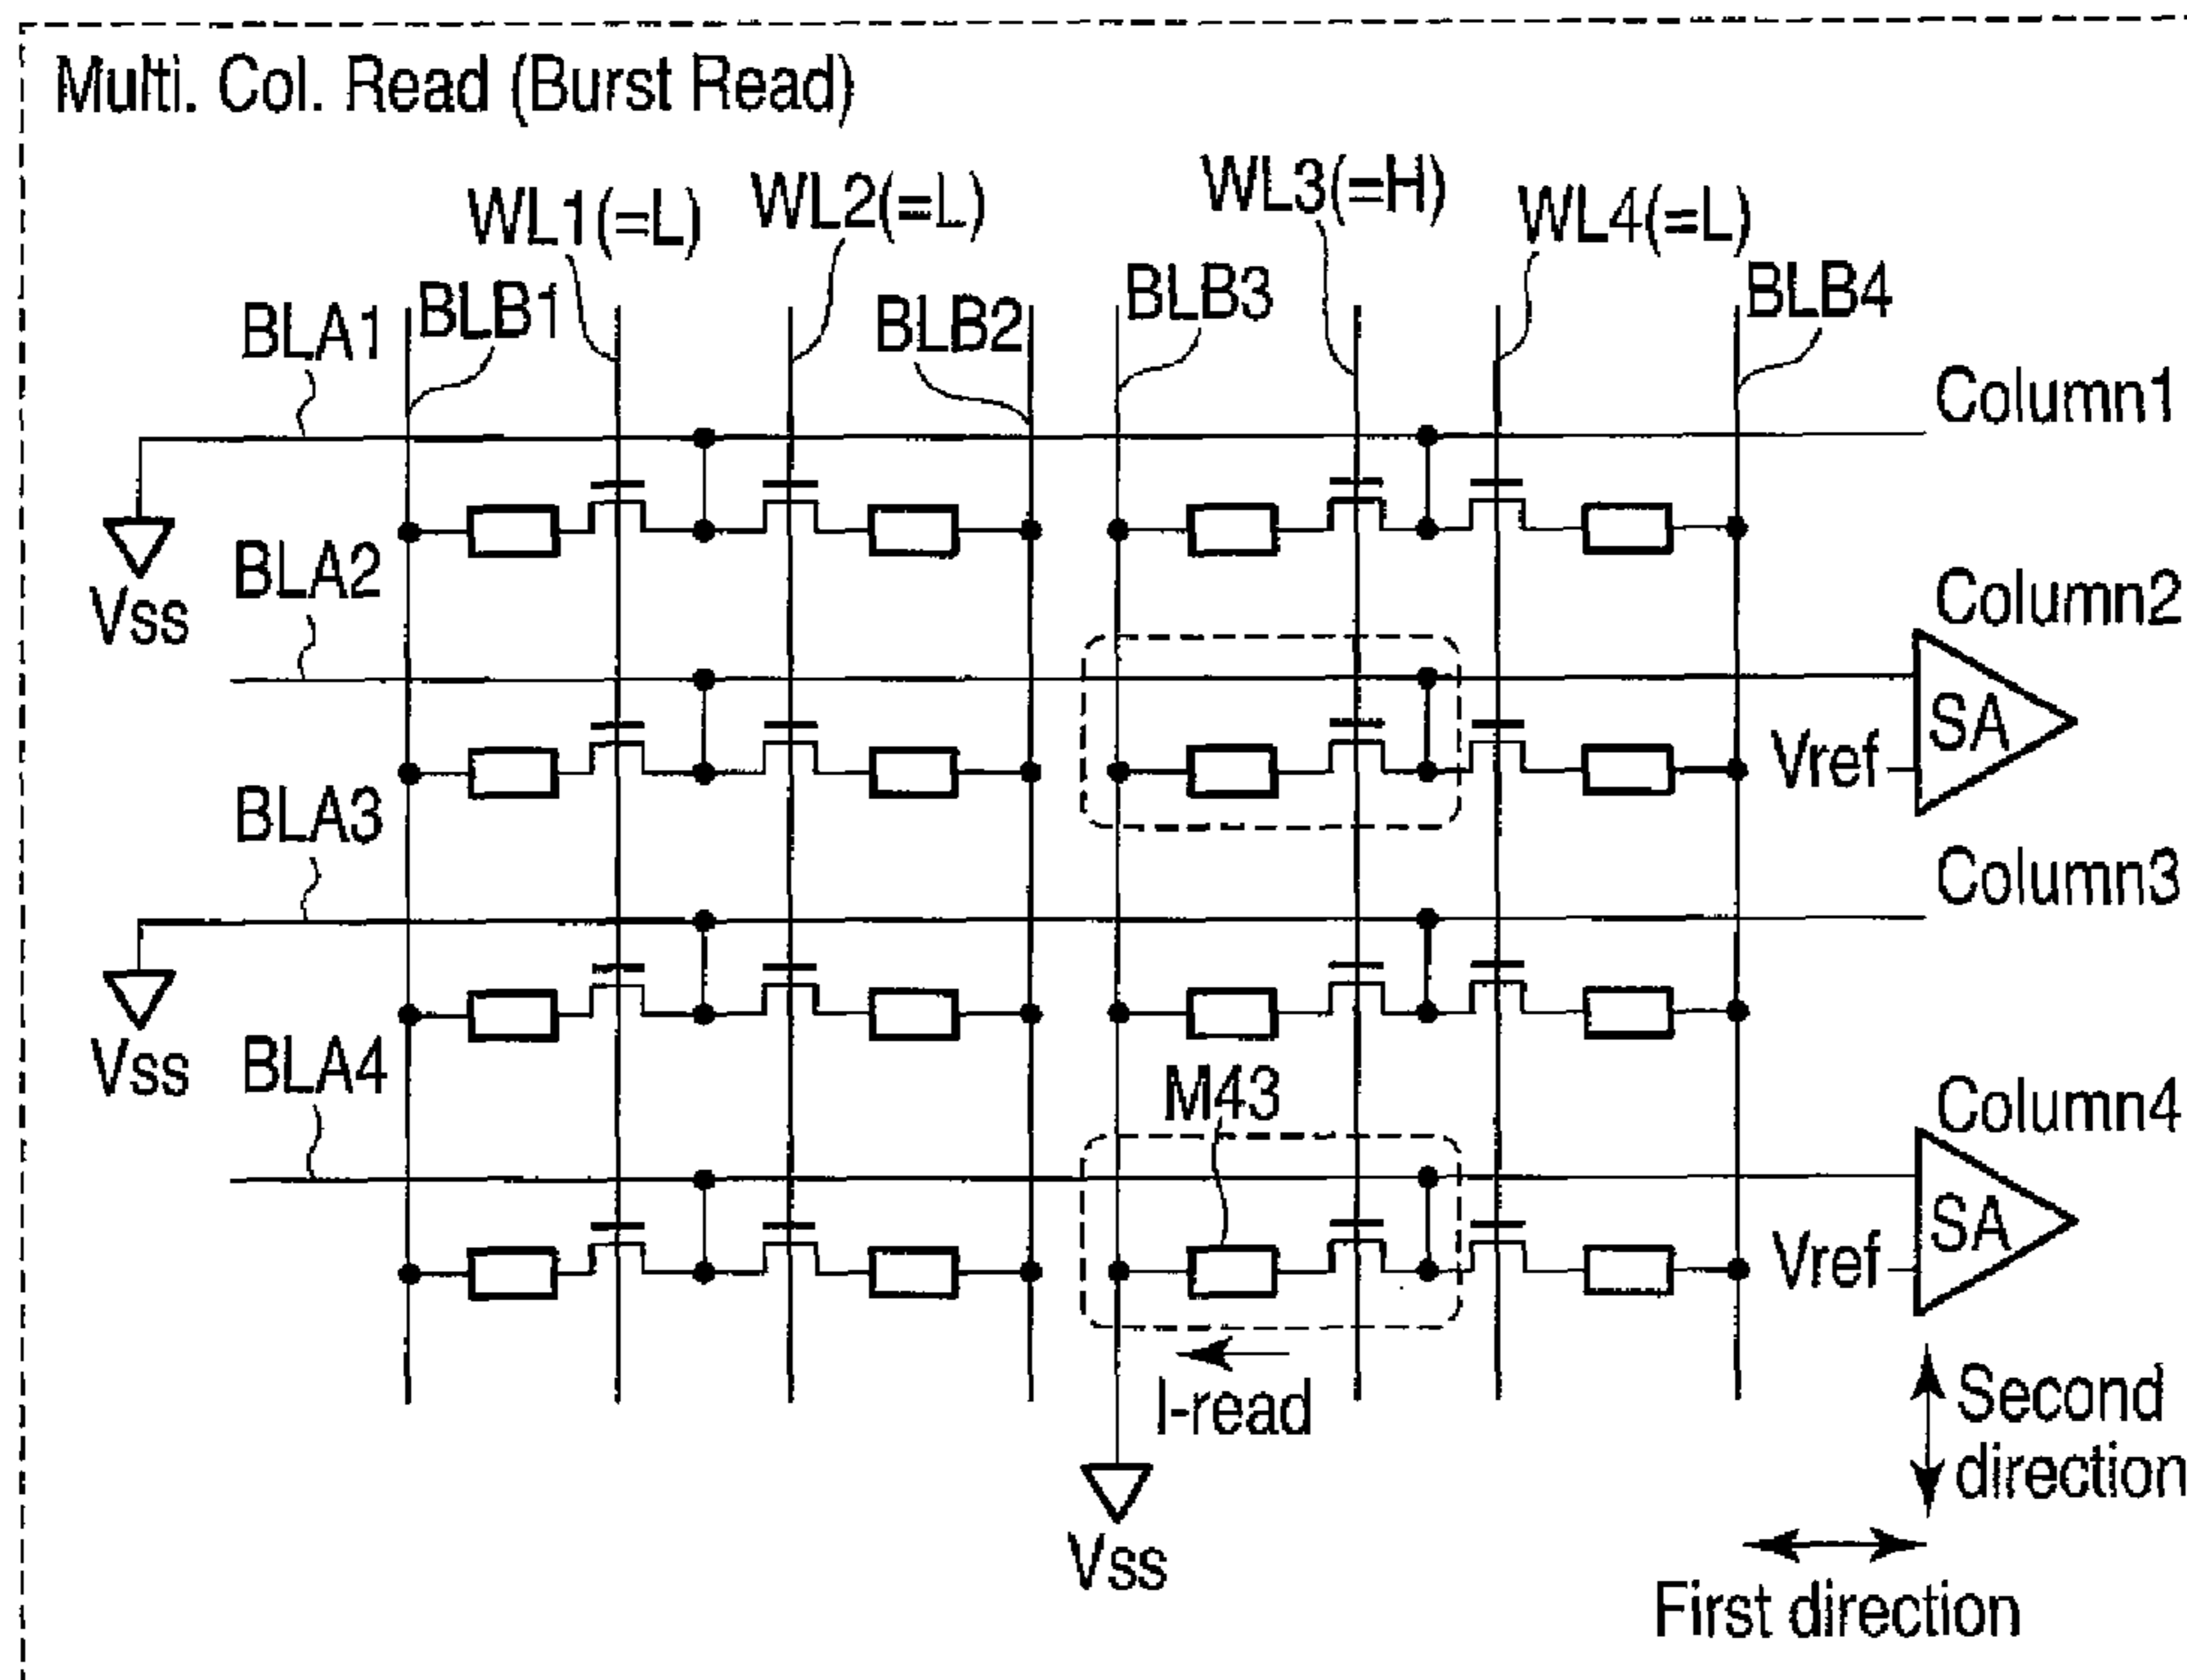 Multi. Col. Read (Burst Read)
WL1(=L)
WL2(=L)
WL3(=H)
WL4(=L)
BLA1
BLB1
BLB2
BLB3
BLB4
Column1
Vss
BLA2
Column2
SA
Vref
BLA3
Column3
Vss
BLA4
M43
Column4
SA
Vref
I-read
Vss
Second
direction
First direction